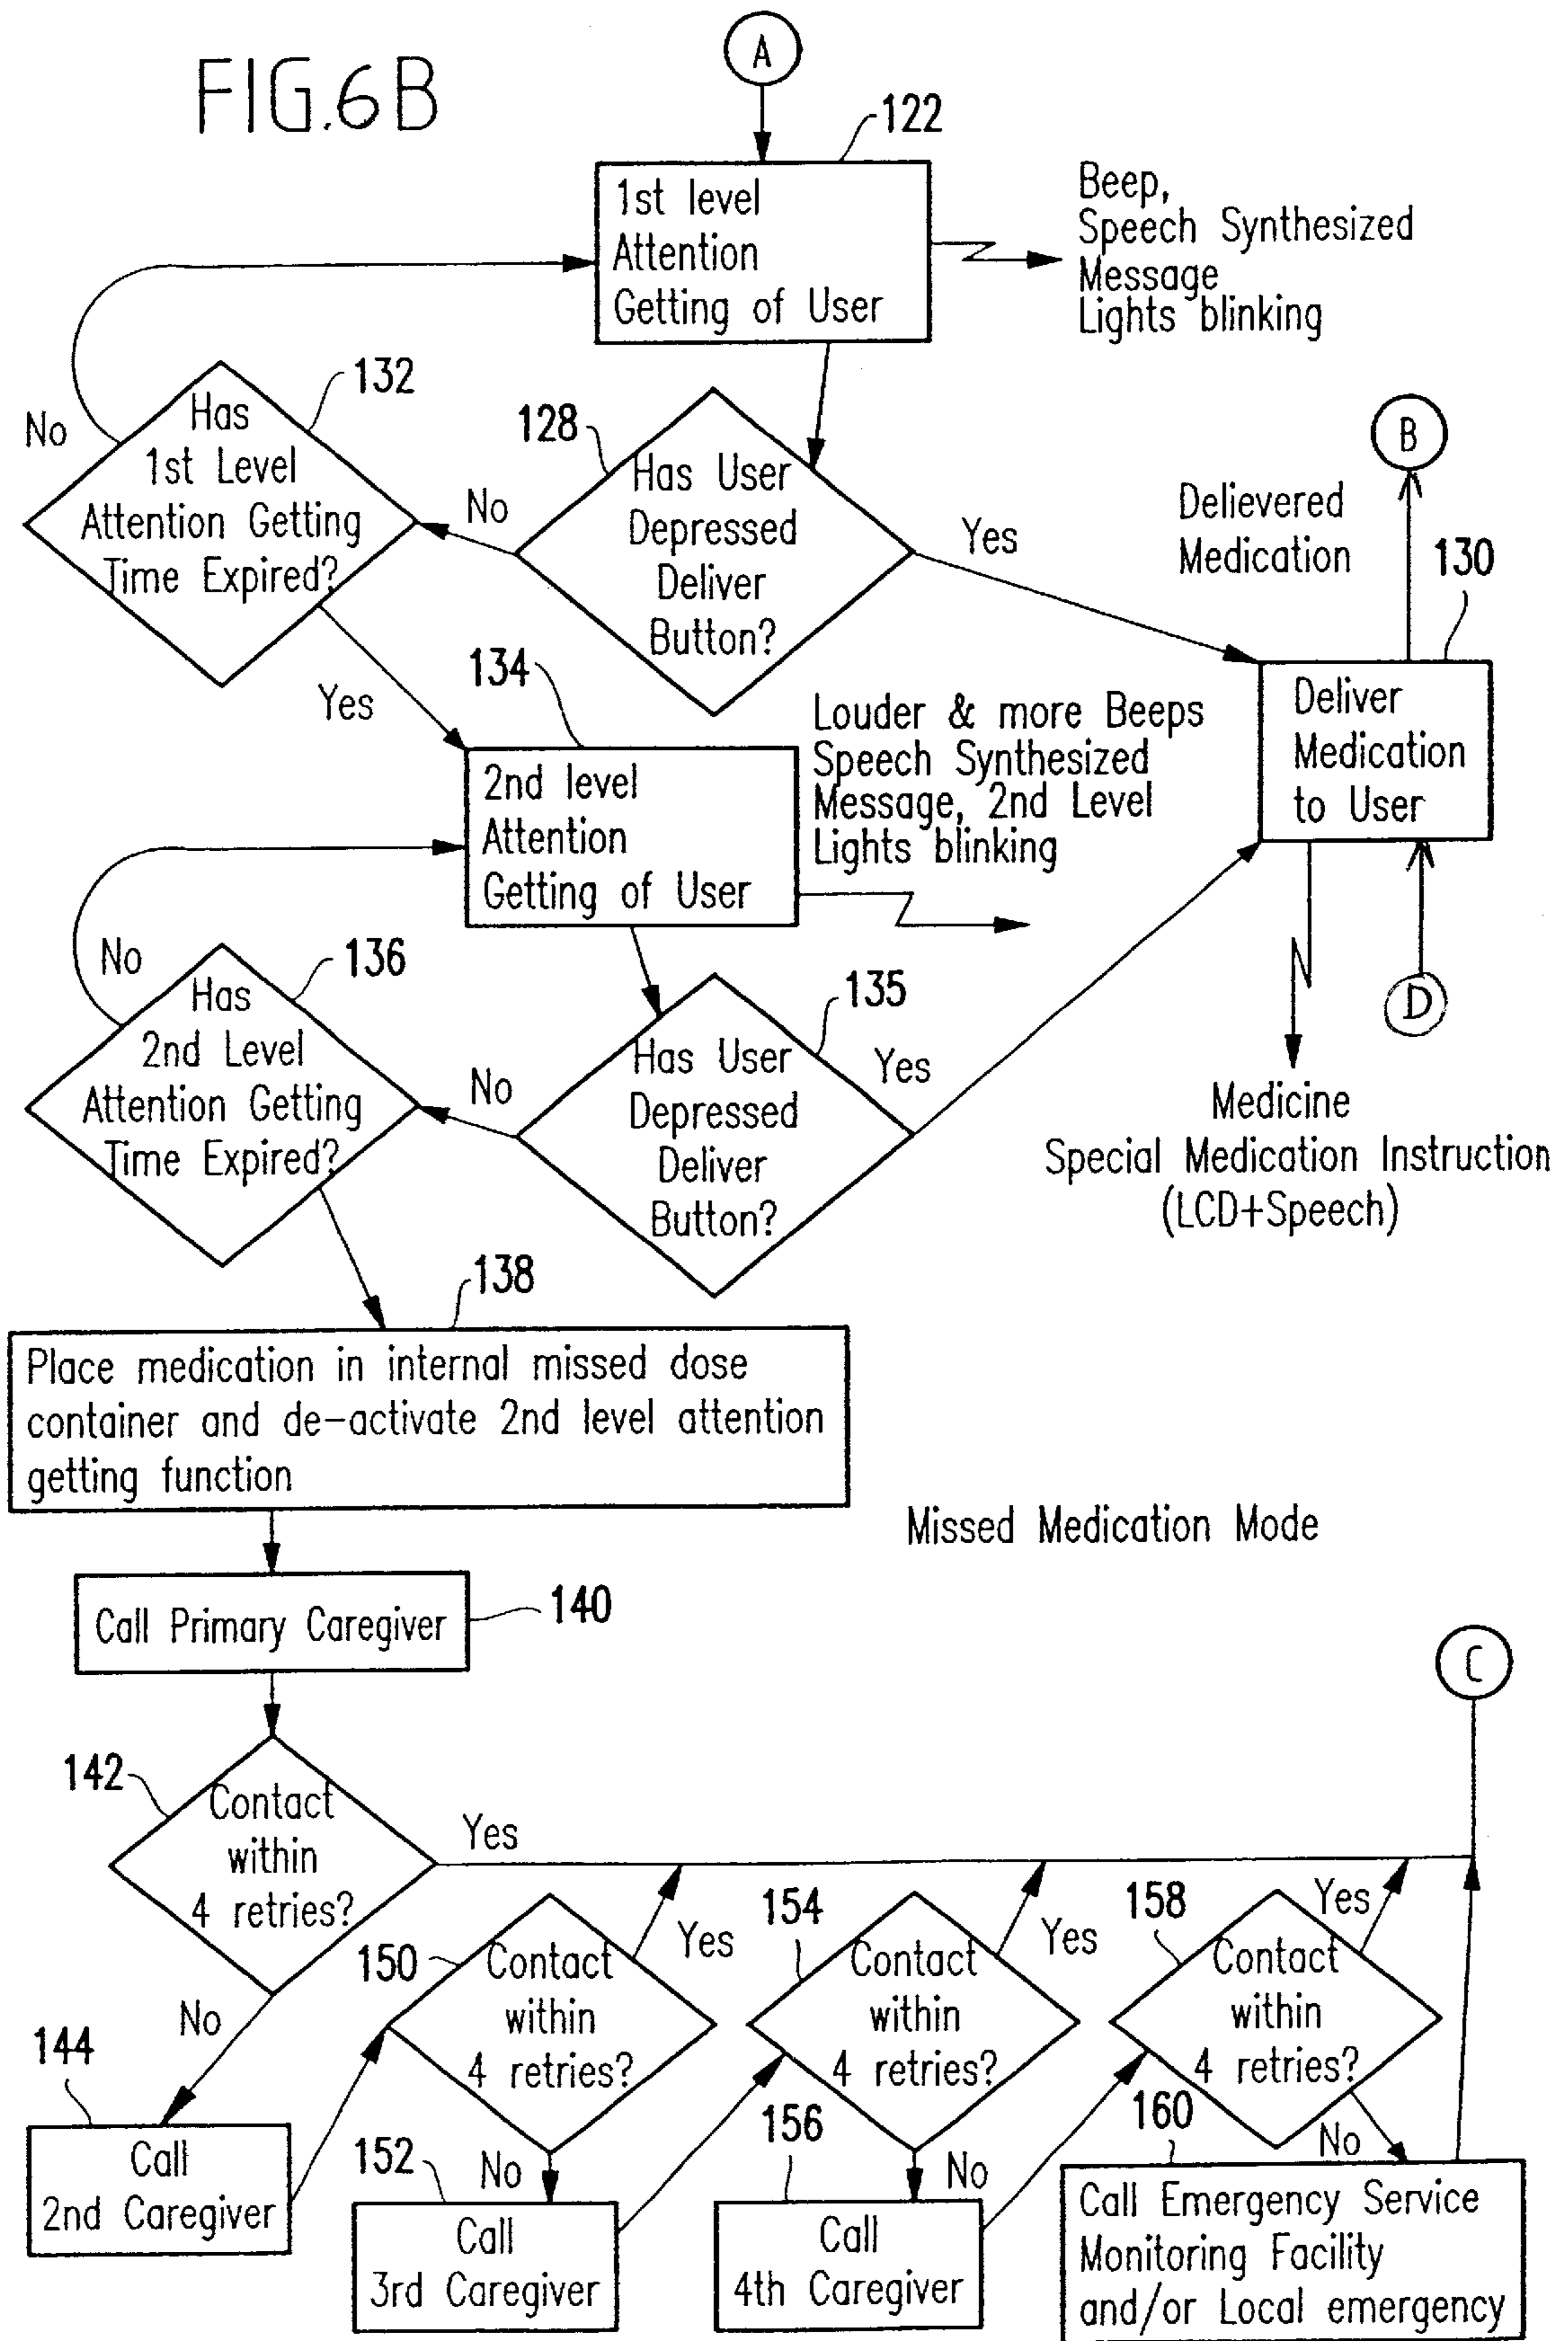 FIG.6B
A
122
1st level
Attention
Getting of User
Beep,
Speech Synthesized
Message
Lights blinking
132
Has
1st Level
Attention Getting
Time Expired?
No
128
Has User
Depressed
Deliver
Button?
No
Yes
B
Delievered
Medication
130
Deliver
Medication
to User
Yes
134
2nd level
Attention
Getting of User
Louder & more Beeps
Speech Synthesized
Message, 2nd Level
Lights blinking
No
136
Has
2nd Level
Attention Getting
Time Expired?
No
135
Has User
Depressed
Deliver
Button?
Yes
D
Medicine
Special Medication Instruction
(LCD+Speech)
138
Place medication in internal missed dose
container and de-activate 2nd level attention
getting function
Missed Medication Mode
Call Primary Caregiver
140
C
142
Contact
within
4 retries?
Yes
No
144
Call
2nd Caregiver
150
Contact
within
4 retries?
Yes
No
152
Call
3rd Caregiver
154
Contact
within
4 retries?
Yes
No
156
Call
4th Caregiver
158
Contact
within
4 retries?
Yes
No
160
Call Emergency Service
Monitoring Facility
and/or Local emergency